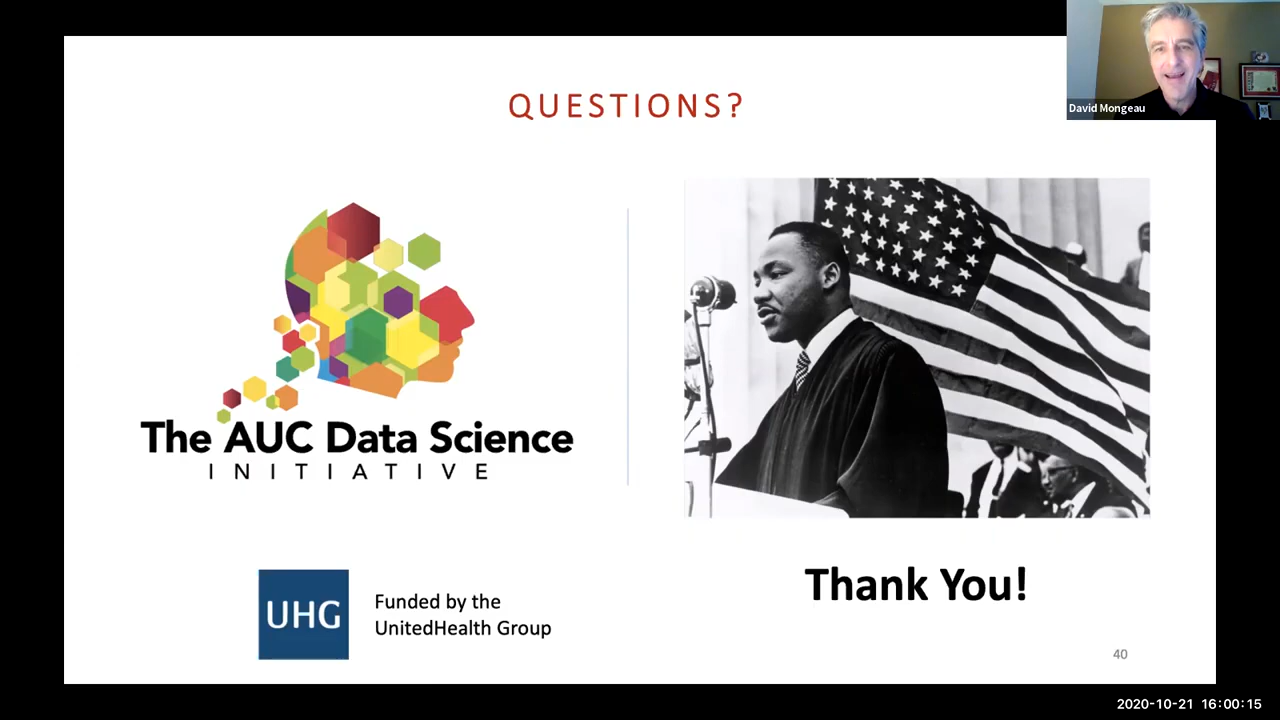 David Mongeau
QUESTIONS?
The AUC Data Science
INITIATIVE
UHG
Funded by the
UnitedHealth Group
Thank You!
40
2020-10-21 16:00:15